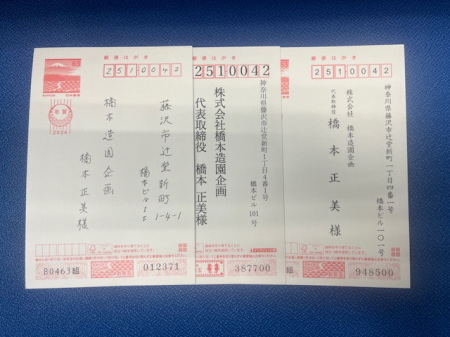 郵便はがき
2510042
藤沢市辻堂新町
1-4-1
橋本造園企画
橋本正美様
B0463組
012371
郵便はがき
2510042
神奈川県藤沢市辻堂新町1丁目4番1号
橋本ビル101号
株式会社橋本造園企画
代表取締役 橋本 正美様
387700
郵便はがき
2510042
神奈川県藤沢市辻堂新町一丁目四番一号
橋本ビル一〇一号
株式会社 橋本造園企画
代表取締役
橋本正美様
948500